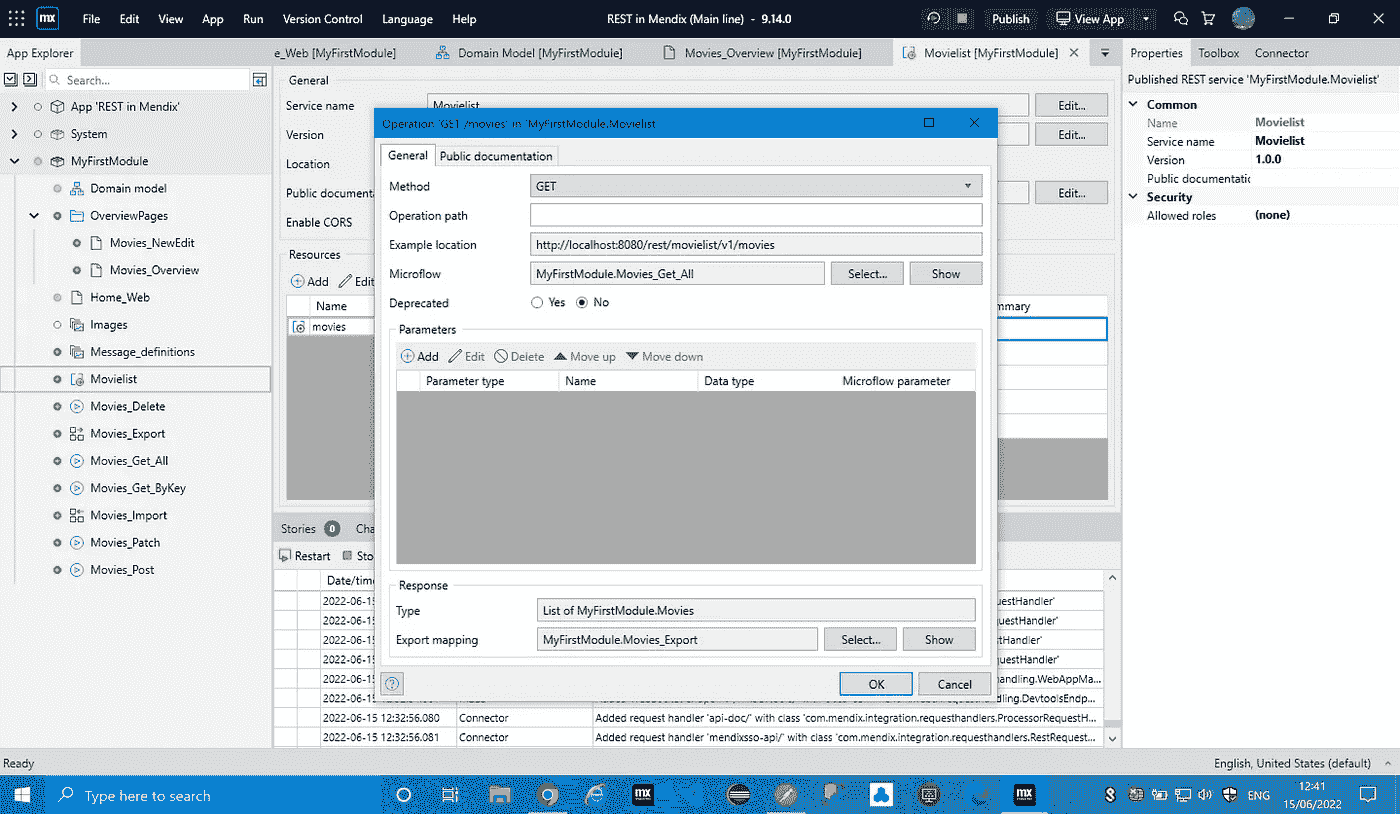 mx File Edit View App Run Version Control Language Help REST in Mendix (Main line) - 9.14.0 Publish View App
App Explorer e_Web [MyFirstModule] Domain Model [MyFirstModule] Movies_Overview [MyFirstModule] Movielist [MyFirstModule] Properties Toolbox Connector
Search...
General
Published REST service 'MyFirstModule.Movielist'
App 'REST in Mendix'
System
MyFirstModule
Domain model
OverviewPages
Movies_NewEdit
Movies_Overview
Home_Web
Images
Message_definitions
Movielist
Movies_Delete
Movies_Export
Movies_Get_All
Movies_Get_ByKey
Movies_Import
Movies_Patch
Movies_Post
Service name Movielist Edit...
Version Edit...
Location
Public documenta Edit...
Enable CORS
Resources
Add Edit
Name mmary
movies
Operation 'GET /movies' in 'MyFirstModule.Movielist'
General Public documentation
Method GET
Operation path
Example location http://localhost:8080/rest/movielist/v1/movies
Microflow MyFirstModule.Movies_Get_All Select... Show
Deprecated Yes No
Parameters
Add Edit Delete Move up Move down
Parameter type Name Data type Microflow parameter
Response
Type List of MyFirstModule.Movies
Export mapping MyFirstModule.Movies_Export Select... Show
OK Cancel
Common
Name Movielist
Service name Movielist
Version 1.0.0
Public documentatic
Security
Allowed roles (none)
Stories 0 Cha
Restart Sto
Date/time
2022-06-15 uestHandler'
2022-06-15 uestHandler'
2022-06-15 estHandler'
2022-06-15 uestHandler'
2022-06-15 handling.WebAppMa...
2022-06-15 ndling.DevtoolsEndp...
2022-06-15 12:32:56.080 Connector Added request handler 'api-doc/' with class 'com.mendix.integration.requesthandlers.ProcessorRequestH...
2022-06-15 12:32:56.081 Connector Added request handler 'mendixsso-api/' with class 'com.mendix.integration.requesthandlers.RestRequest...
Ready English, United States (default)
Type here to search mx mx ENG 12:41
15/06/2022